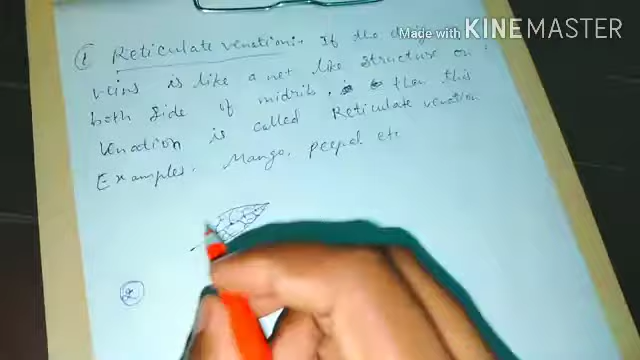 Made with KINEMASTER
① Reticulate venation:- If the
veins is like a net like structure on
both side of midrib, then this
venation is called Reticulate venation
Examples. Mango, peepal etc
②